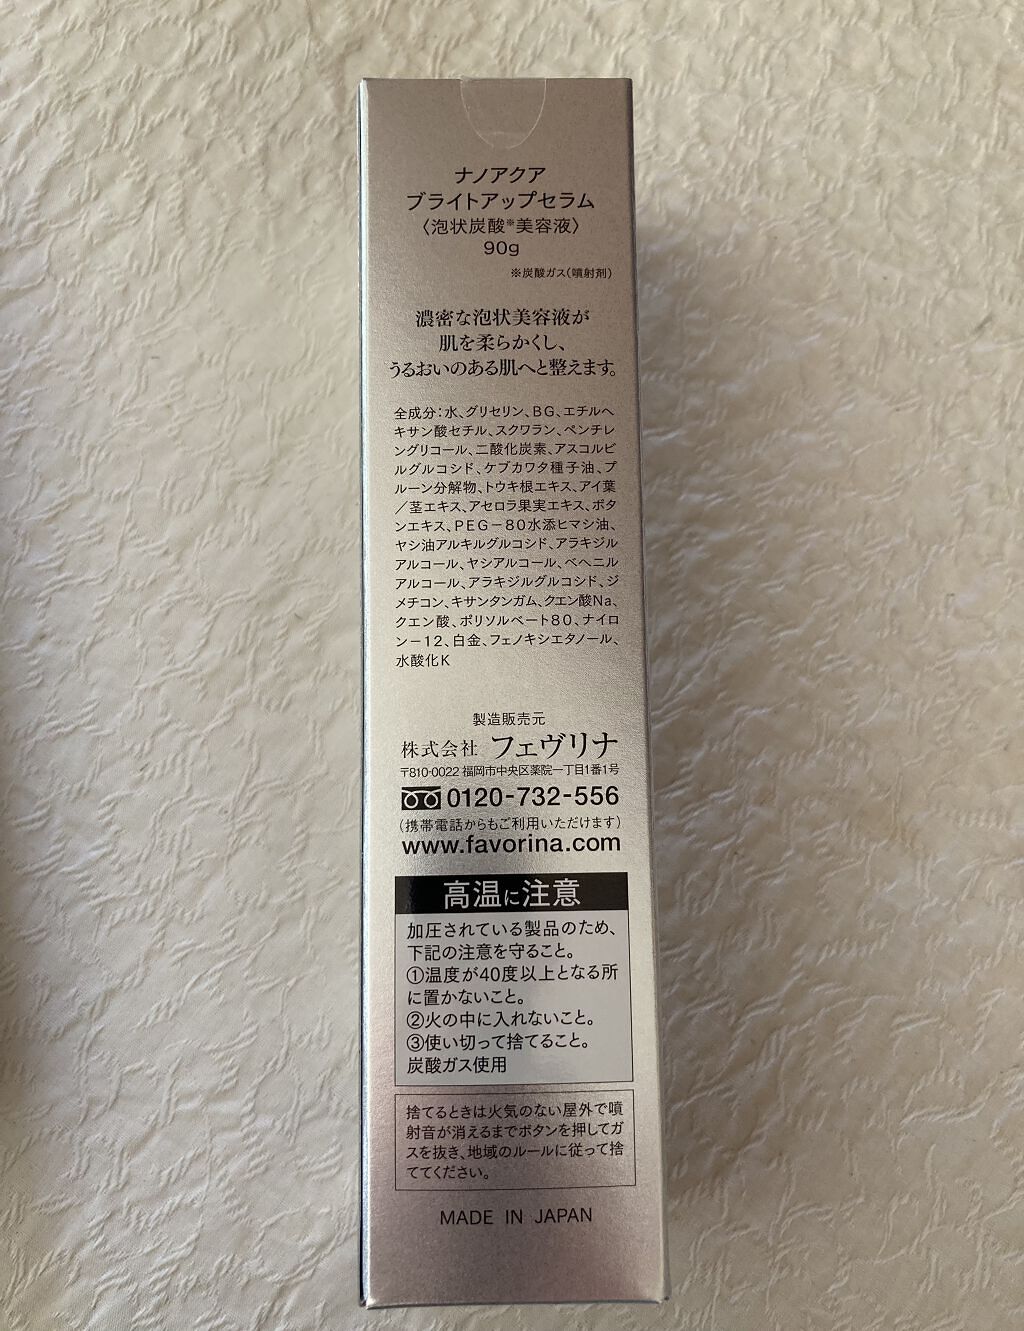 ナノアクア
ブライトアップセラム
〈泡状炭酸※美容液〉
90g
※炭酸ガス(噴射剤)
濃密な泡状美容液が
肌を柔らかくし、
うるおいのある肌へと整えます。
全成分:水、グリセリン、BG、エチルヘ
キサン酸セチル、スクワラン、ペンチレ
ングリコール、二酸化炭素、アスコルビ
ルグルコシド、ケブカワタ種子油、プ
ルーン分解物、トウキ根エキス、アイ葉
/茎エキス、アセロラ果実エキス、ボタ
ンエキス、PEG-80水添ヒマシ油、
ヤシ油アルキルグルコシド、アラキジル
アルコール、ヤシアルコール、ベヘニル
アルコール、アラキジルグルコシド、ジ
メチコン、キサンタンガム、クエン酸Na、
クエン酸、ポリソルベート80、ナイロ
ン-12、白金、フェノキシエタノール、
水酸化K
製造販売元
株式会社 フェヴリナ
〒810-0022 福岡市中央区薬院一丁目1番1号
0120-732-556
(携帯電話からもご利用いただけます)
www.favorina.com
高温に注意
加圧されている製品のため、
下記の注意を守ること。
①温度が40度以上となる所
に置かないこと。
②火の中に入れないこと。
③使い切って捨てること。
炭酸ガス使用
捨てるときは火気のない屋外で噴
射音が消えるまでボタンを押してガ
スを抜き、地域のルールに従って捨
ててください。
MADE IN JAPAN